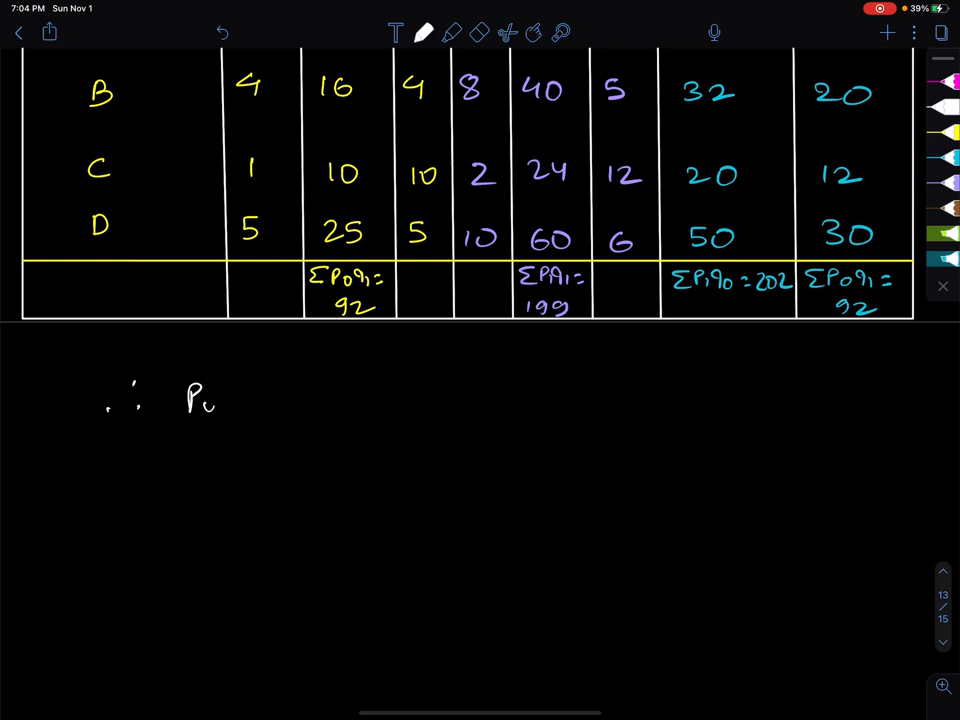 7:04 PM Sun Nov 1
39%
B 4 16 4 8 40 5 32 20
C 1 10 10 2 24 12 20 12
D 5 25 5 10 60 6 50 30
ΣP₀q₁ = 92 ΣP₁q₁ = 199 ΣP₁q₀ = 202 ΣP₀q₁ = 92
∴ P₀
13 / 15